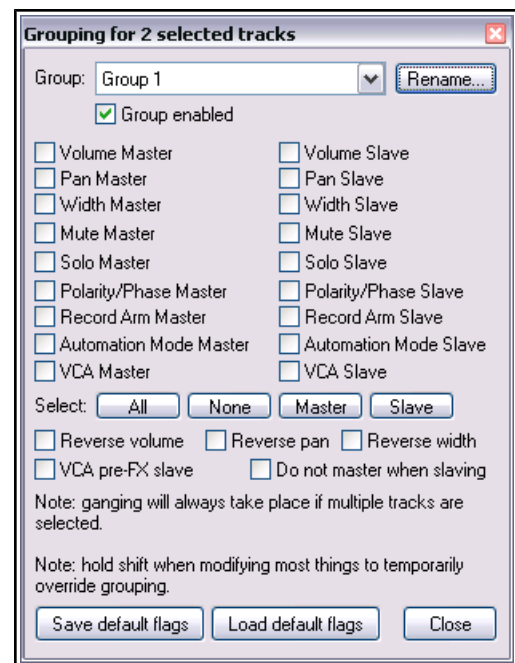 Grouping for 2 selected tracks
Group: Group 1 Rename...
Group enabled
Volume Master Volume Slave
Pan Master Pan Slave
Width Master Width Slave
Mute Master Mute Slave
Solo Master Solo Slave
Polarity/Phase Master Polarity/Phase Slave
Record Arm Master Record Arm Slave
Automation Mode Master Automation Mode Slave
VCA Master VCA Slave
Select: All None Master Slave
Reverse volume Reverse pan Reverse width
VCA pre-FX slave Do not master when slaving
Note: ganging will always take place if multiple tracks are
selected.
Note: hold shift when modifying most things to temporarily
override grouping.
Save default flags Load default flags Close